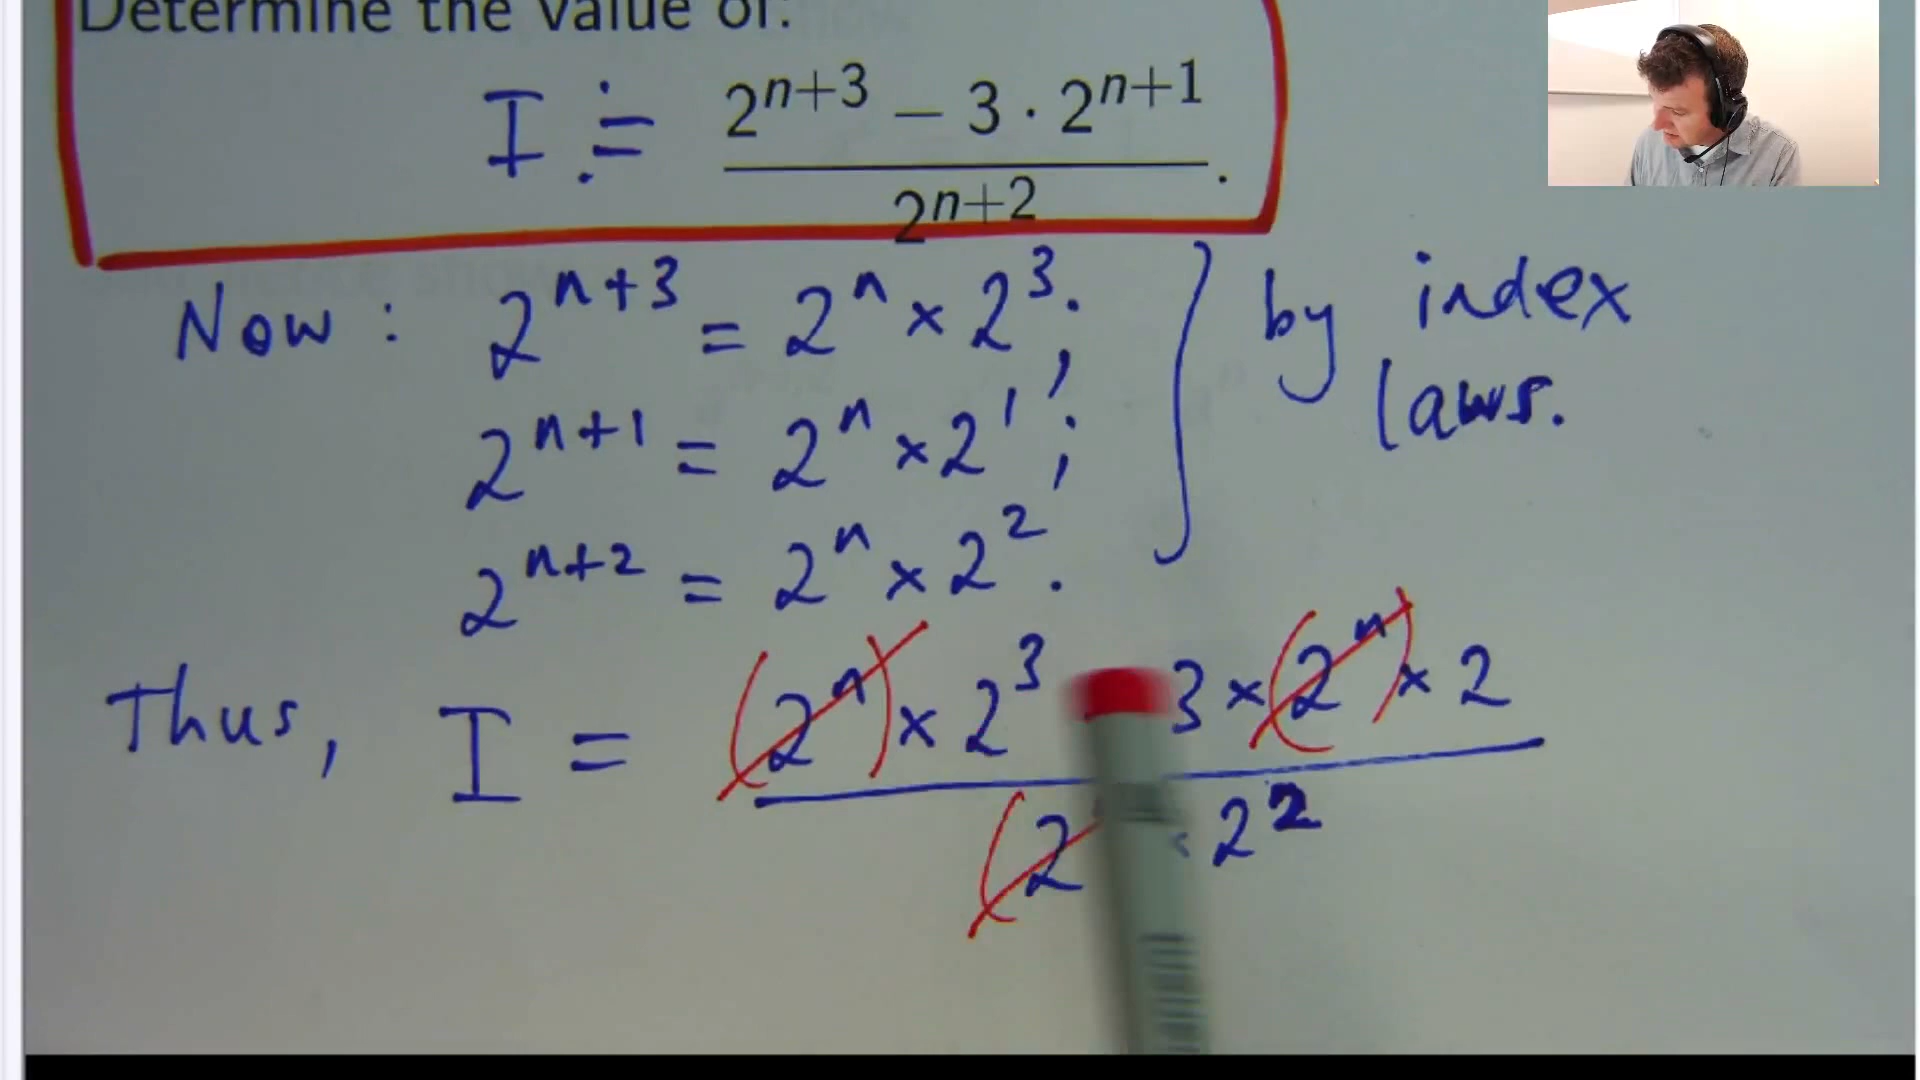 Determine the value of:
I ≔ (2^{n+3} − 3 · 2^{n+1}) / 2^{n+2} .
Now : 2^{n+3} = 2^n × 2^3 ;
2^{n+1} = 2^n × 2^1 ;
2^{n+2} = 2^n × 2^2 .
by index
laws.
Thus, I = ((2^n) × 2^3 3 × (2^n) × 2) / ((2 2^2)